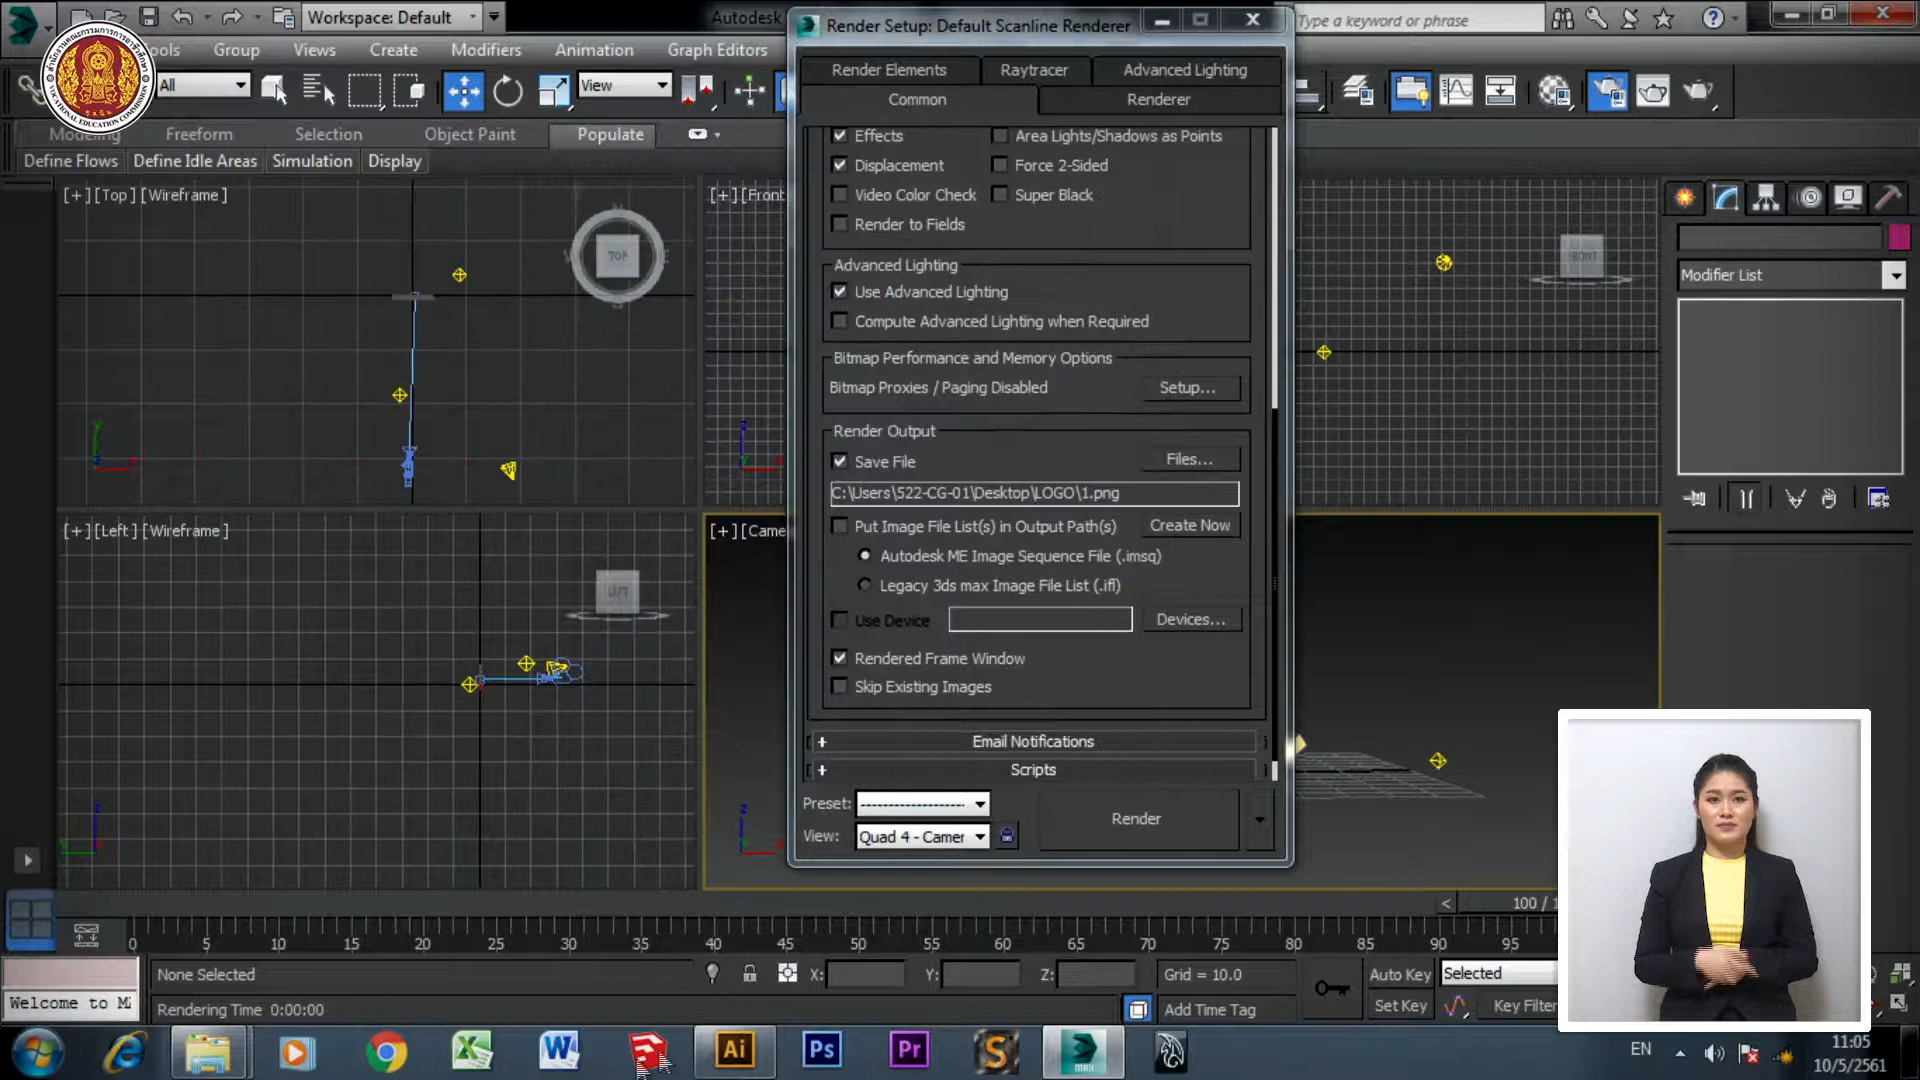 Workspace: Default
Autodesk
Type a keyword or phrase
Render Setup: Default Scanline Renderer
Group
Views
Create
Modifiers
Animation
Graph Editors
All
View
Render Elements
Raytracer
Advanced Lighting
Common
Renderer
Modeling
Freeform
Selection
Object Paint
Populate
Define Flows
Define Idle Areas
Simulation
Display
Effects
Area Lights/Shadows as Points
Displacement
Force 2-Sided
Video Color Check
Super Black
Render to Fields
Advanced Lighting
Use Advanced Lighting
Compute Advanced Lighting when Required
Bitmap Performance and Memory Options
Bitmap Proxies / Paging Disabled
Setup...
Render Output
Save File
Files...
C:\Users\522-CG-01\Desktop\LOGO\1.png
Put Image File List(s) in Output Path(s)
Create Now
Autodesk ME Image Sequence File (.imsq)
Legacy 3ds max Image File List (.ifl)
Use Device
Devices...
Rendered Frame Window
Skip Existing Images
Email Notifications
Scripts
Preset:
View:
Quad 4 - Camer
Render
[+] [Top] [Wireframe ]
TOP
[+] [Front
FRONT
[+] [Left] [Wireframe ]
LEFT
[+] [Came
Modifier List
100 / 1
0 5 10 15 20 25 30 35 40 45 50 55 60 65 70 75 80 85 90 95
None Selected
X:
Y:
Z:
Grid = 10.0
Auto Key
Selected
Welcome to M
Rendering Time 0:00:00
Add Time Tag
Set Key
Key Filter
Ai
Ps
Pr
S
MAX
EN
11:05
10/5/2561